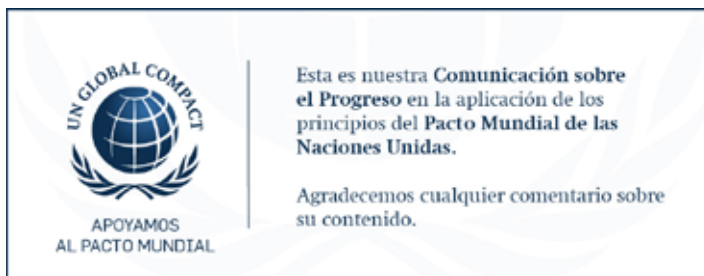 UN GLOBAL COMPACT
APOYAMOS
AL PACTO MUNDIAL
Esta es nuestra Comunicación sobre
el Progreso en la aplicación de los
principios del Pacto Mundial de las
Naciones Unidas.
Agradecemos cualquier comentario sobre
su contenido.